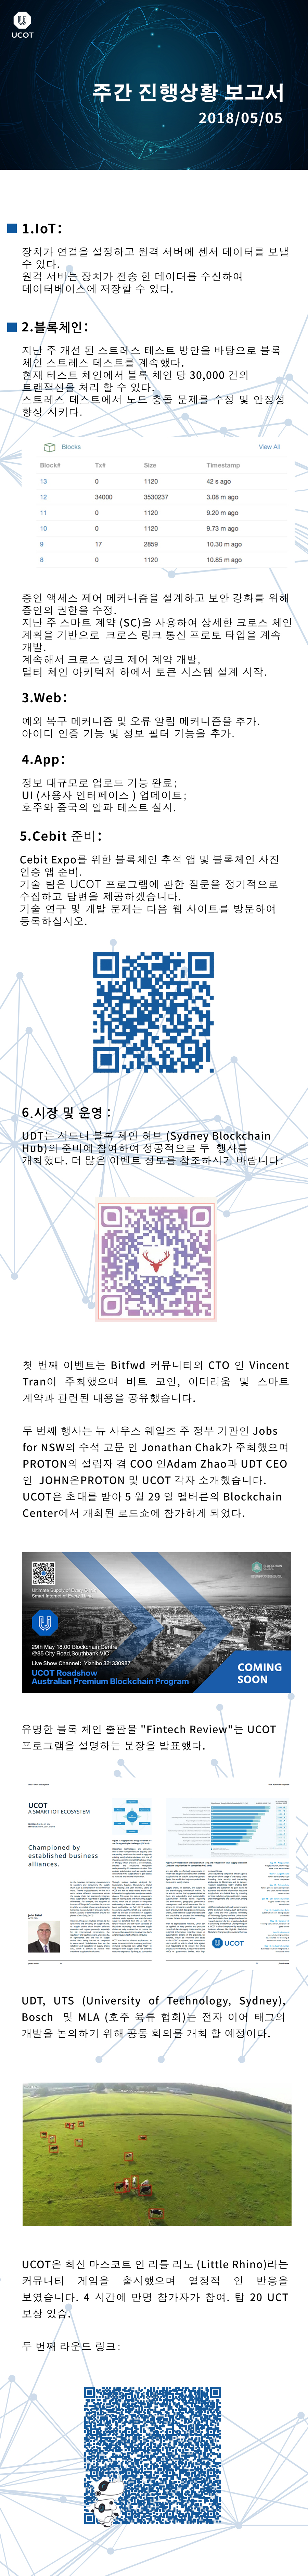 UCOT
주간 진행상황 보고서
2018/05/05
1.IoT:
장치가 연결을 설정하고 원격 서버에 센서 데이터를 보낼
수 있다.
원격 서버는 장치가 전송 한 데이터를 수신하여
데이터베이스에 저장할 수 있다.
2.블록체인:
지난 주 개선 된 스트레스 테스트 방안을 바탕으로 블록
체인 스트레스 테스트를 계속했다.
현재 테스트 체인에서 블록 체인 당 30,000 건의
트랜잭션을 처리 할 수 있다.
스트레스 테스트에서 노드 충돌 문제를 수정 및 안정성
향상 시키다.
Blocks View All
Block# Tx# Size Timestamp
13 0 1120 42 s ago
12 34000 3530237 3.08 m ago
11 0 1120 9.20 m ago
10 0 1120 9.73 m ago
9 17 2859 10.30 m ago
8 0 1120 10.85 m ago
증인 액세스 제어 메커니즘을 설계하고 보안 강화를 위해
증인의 권한을 수정.
지난 주 스마트 계약 (SC)을 사용하여 상세한 크로스 체인
계획을 기반으로 크로스 링크 통신 프로토 타입을 계속
개발.
계속해서 크로스 링크 제어 계약 개발,
멀티 체인 아키텍처 하에서 토큰 시스템 설계 시작.
3.Web:
예외 복구 메커니즘 및 오류 알림 메커니즘을 추가.
아이디 인증 기능 및 정보 필터 기능을 추가.
4.App:
정보 대규모로 업로드 기능 완료;
UI (사용자 인터페이스 ) 업데이트;
호주와 중국의 알파 테스트 실시.
5.Cebit 준비:
Cebit Expo를 위한 블록체인 추적 앱 및 블록체인 사진
인증 앱 준비.
기술 팀은 UCOT 프로그램에 관한 질문을 정기적으로
수집하고 답변을 제공하겠습니다.
기술 연구 및 개발 문제는 다음 웹 사이트를 방문하여
등록하십시오.
6.시장 및 운영 :
UDT는 시드니 블록 체인 허브 (Sydney Blockchain
Hub)의 준비에 참여하여 성공적으로 두 행사를
개최했다. 더 많은 이벤트 정보를 참조하시기 바랍니다:
첫 번째 이벤트는 Bitfwd 커뮤니티의 CTO 인 Vincent
Tran이 주최했으며 비트 코인, 이더리움 및 스마트
계약과 관련된 내용을 공유했습니다.
두 번째 행사는 뉴 사우스 웨일즈 주 정부 기관인 Jobs
for NSW의 수석 고문 인 Jonathan Chak가 주최했으며
PROTON의 설립자 겸 COO 인Adam Zhao과 UDT CEO
인 JOHN은PROTON 및 UCOT 각자 소개했습니다.
UCOT은 초대를 받아 5 월 29 일 멜버른의 Blockchain
Center에서 개최된 로드쇼에 참가하게 되었다.
Ultimate Supply of
Smart Internet of
29th May 18:00 Blockchain Centre
@85 City Road,Southbank.VIC
Live Show Channel: Yizhibo 321330987
UCOT Roadshow
Australian Premium Blockchain Program
COMING
SOON
유명한 블록 체인 출판물 "Fintech Review"는 UCOT
프로그램을 설명하는 문장을 발표했다.
UCOT
A SMART IOT ECOSYSTEM
Championed by
established business
alliances.
UCOT
UDT, UTS (University of Technology, Sydney),
Bosch 및 MLA (호주 육류 협회)는 전자 이어 태그의
개발을 논의하기 위해 공동 회의를 개최 할 예정이다.
UCOT은 최신 마스코트 인 리틀 리노 (Little Rhino)라는
커뮤니티 게임을 출시했으며 열정적 인 반응을
보였습니다. 4 시간에 만명 참가자가 참여. 탑 20 UCT
보상 있음.
두 번째 라운드 링크: